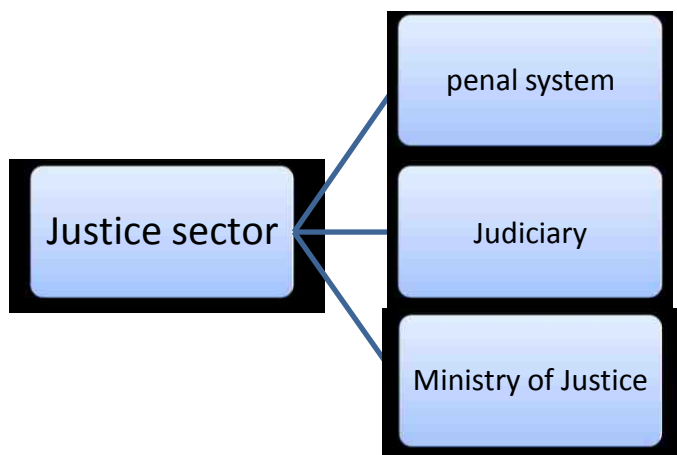 penal system
Justice sector
Judiciary
Ministry of Justice